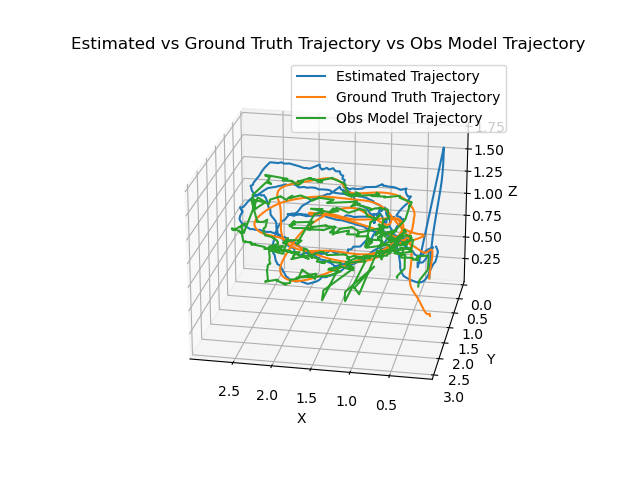 Estimated vs Ground Truth Trajectory vs Obs Model Trajectory
Estimated Trajectory
Ground Truth Trajectory
Obs Model Trajectory
1.75
1.50
1.25
1.00
0.75
0.50
0.25
Z
0.0
0.5
1.0
1.5
2.0
2.5
3.0
Y
2.5
2.0
1.5
1.0
0.5
X